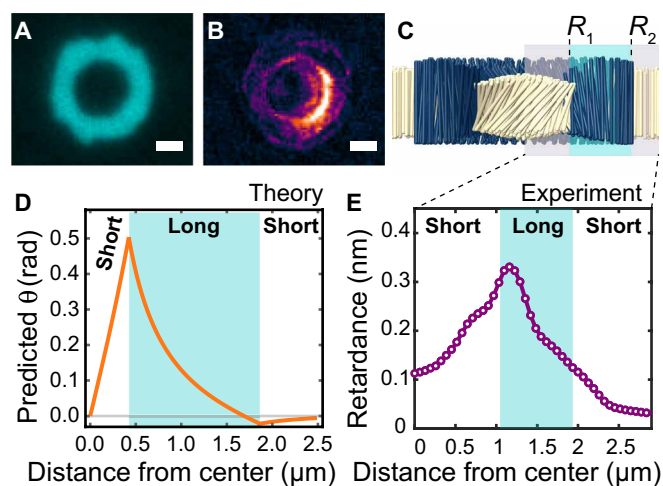 A
B
C
R1
R2
D
Theory
Short
Long
Short
Predicted θ (rad)
0.5
0.4
0.3
0.2
0.1
0.0
0.0
0.5
1.0
1.5
2.0
2.5
Distance from center (μm)
E
Experiment
Short
Long
Short
Retardance (nm)
0.4
0.3
0.2
0.1
0
0
0.5
1
1.5
2
2.5
Distance from center (μm)